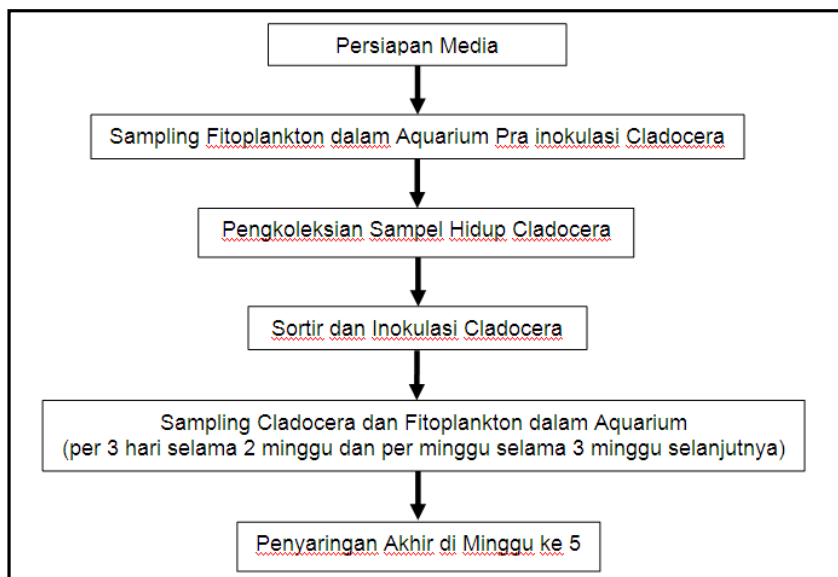 Persiapan Media
Sampling Fitoplankton dalam Aquarium Pra inokulasi Cladocera
Pengkoleksian Sampel Hidup Cladocera
Sortir dan Inokulasi Cladocera
Sampling Cladocera dan Fitoplankton dalam Aquarium
(per 3 hari selama 2 minggu dan per minggu selama 3 minggu selanjutnya)
Penyaringan Akhir di Minggu ke 5